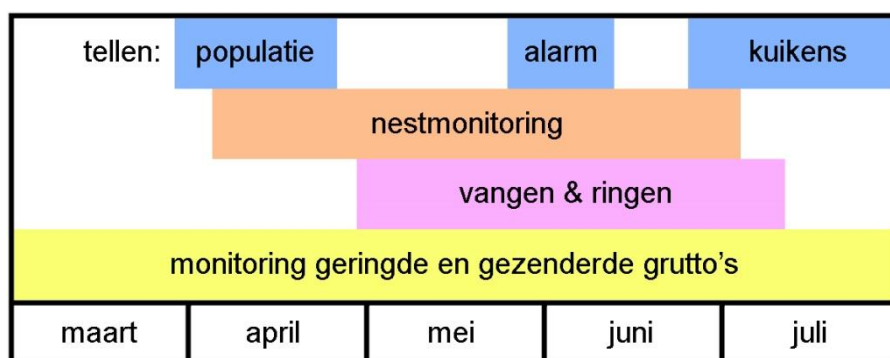 tellen: populatie alarm kuikens
nestmonitoring
vangen & ringen
monitoring geringde en gezenderde grutto's
maart april mei juni juli